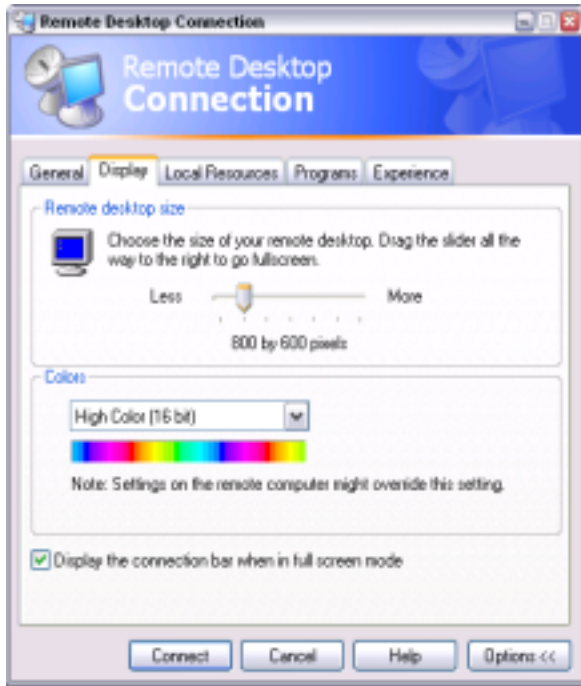 Remote Desktop Connection
Remote Desktop
Connection
General Display Local Resources Programs Experience
Remote desktop size
Choose the size of your remote desktop. Drag the slider all the
way to the right to go fullscreen.
Less More
800 by 600 pixels
Colors
High Color (16 bit)
Note: Settings on the remote computer might override this setting.
Display the connection bar when in full screen mode
Connect Cancel Help Options <<